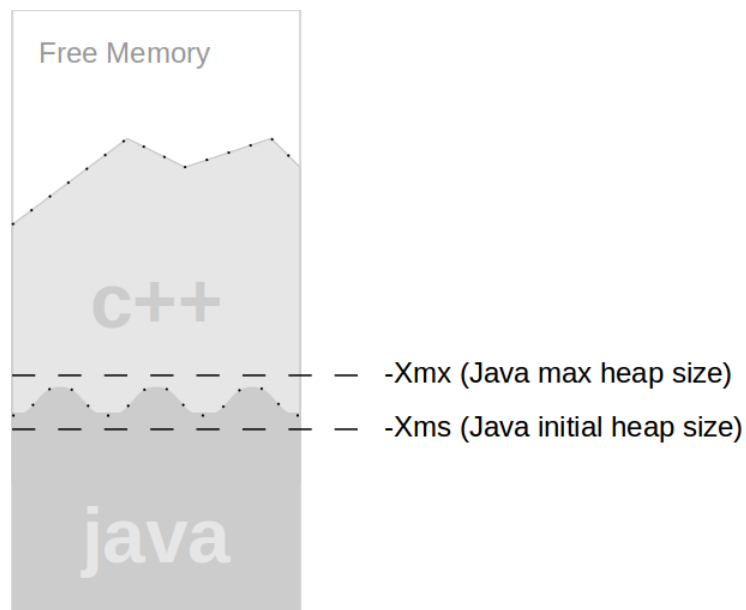 Free Memory
c++
-Xmx (Java max heap size)
-Xms (Java initial heap size)
java